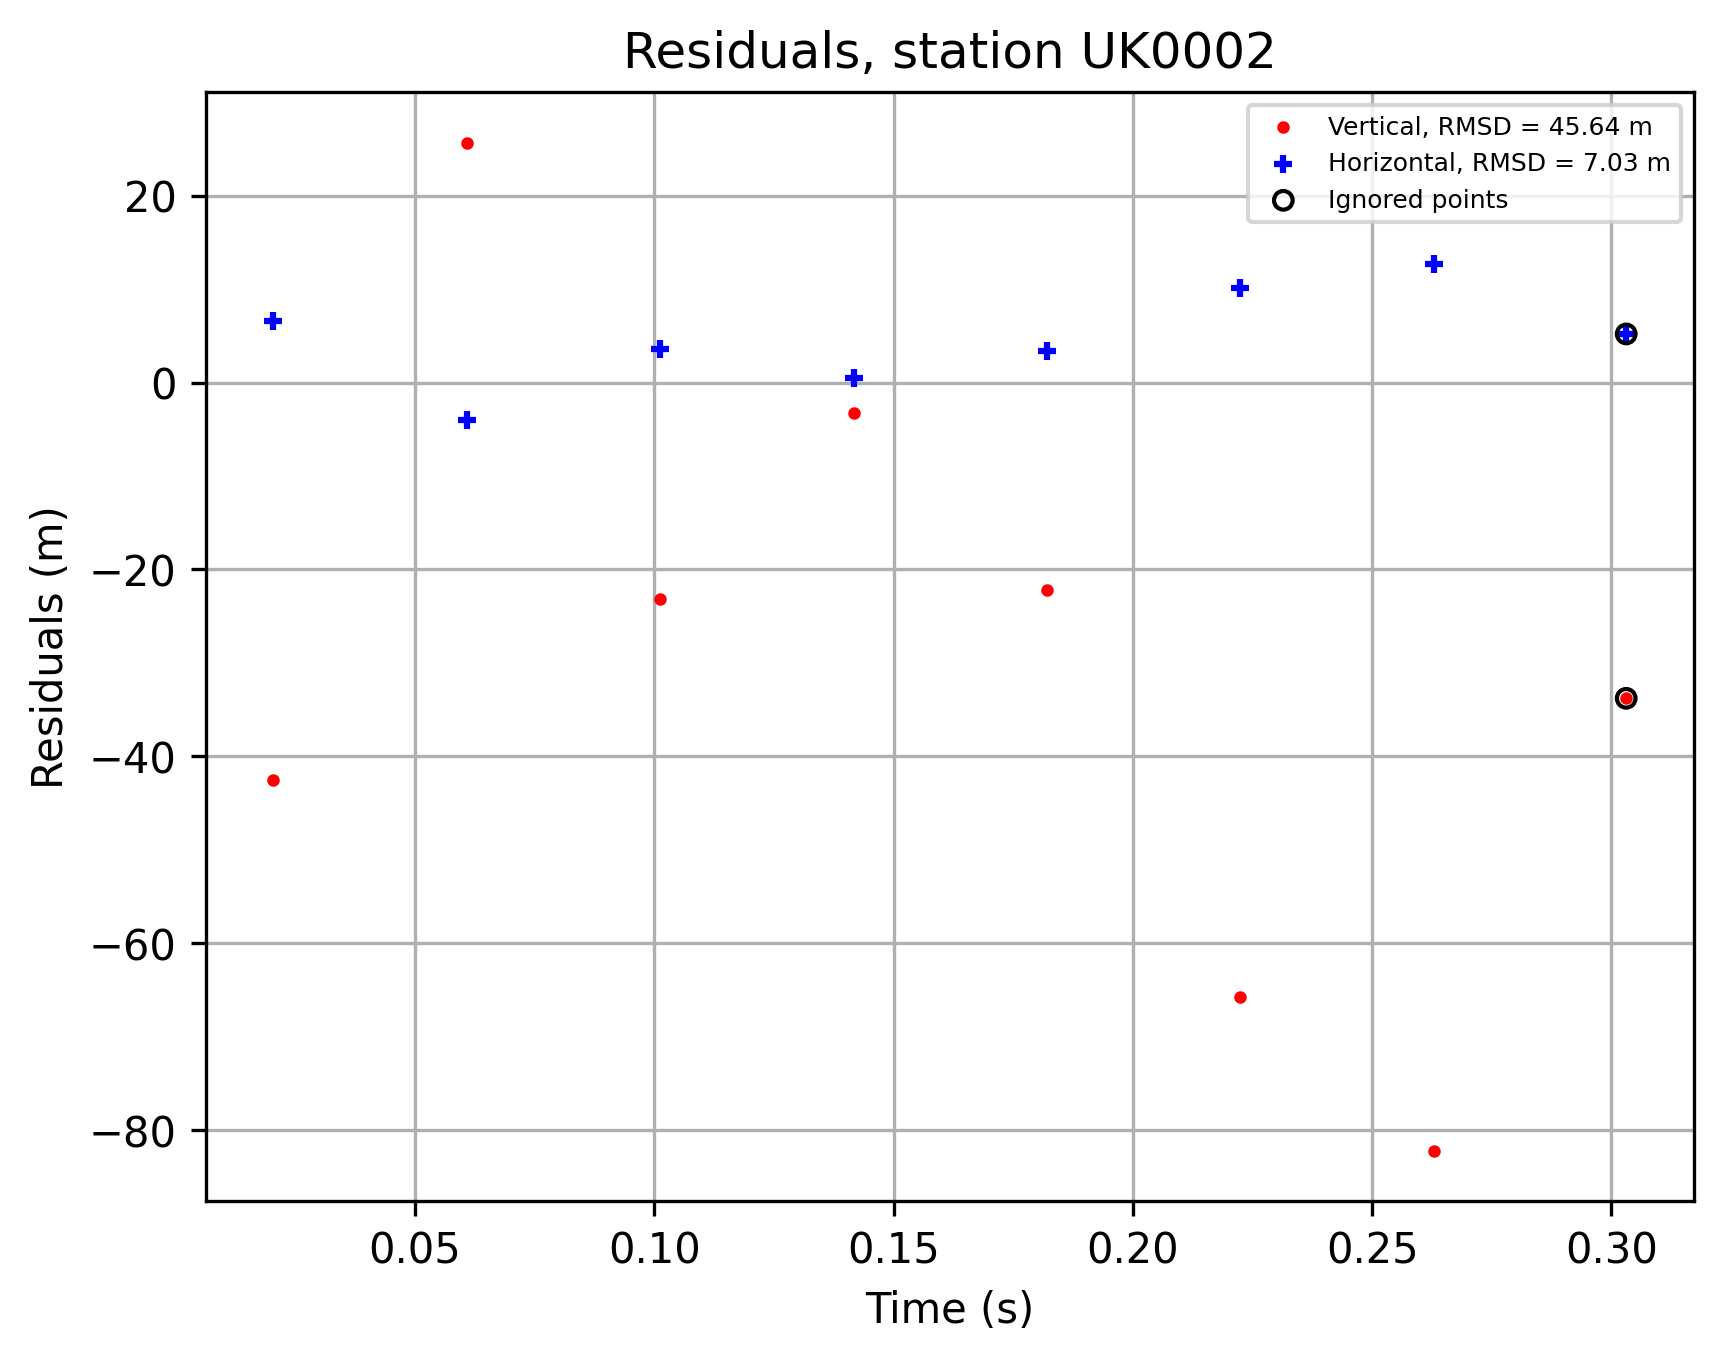 Residuals, station UK0002
Vertical, RMSD = 45.64 m
Horizontal, RMSD = 7.03 m
Ignored points
20
0
−20
−40
−60
−80
Residuals (m)
0.05 0.10 0.15 0.20 0.25 0.30
Time (s)